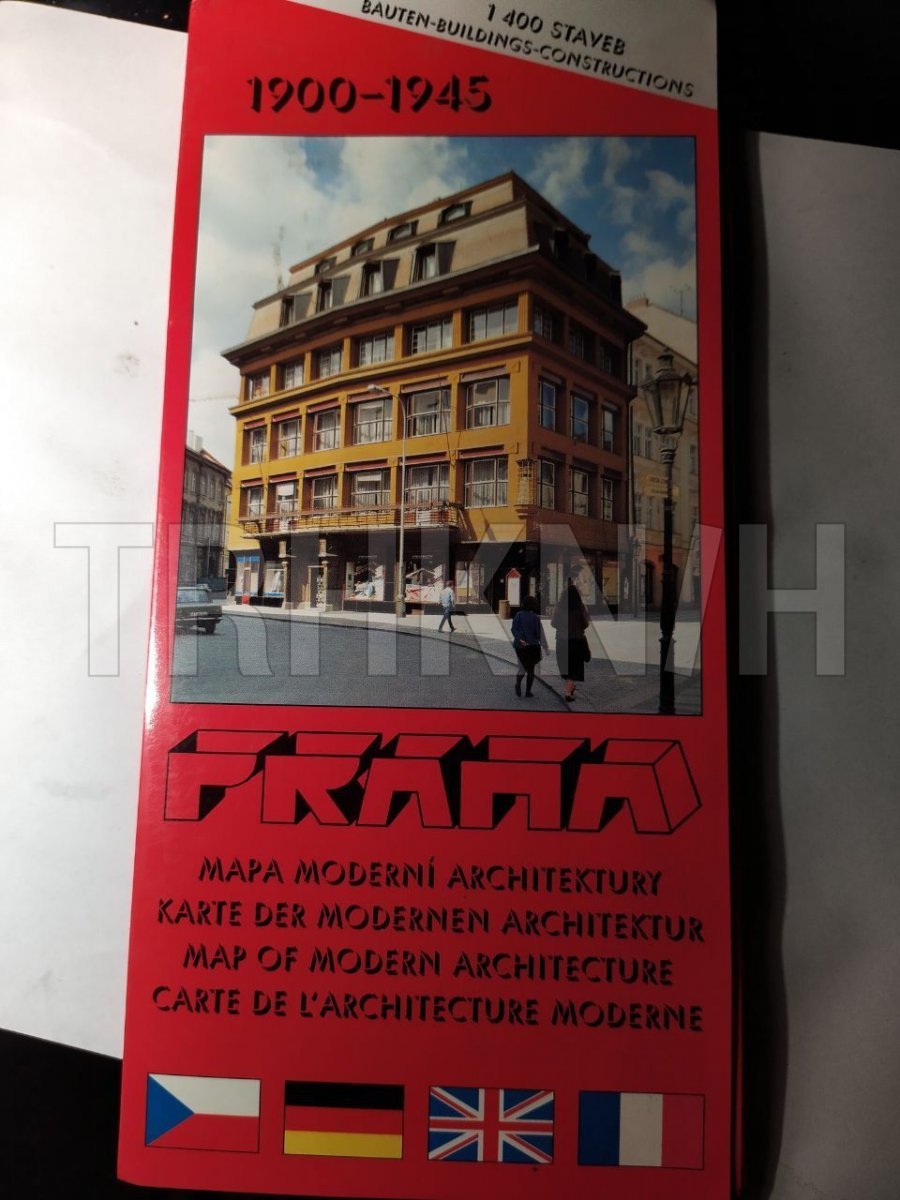 1 400 STAVEB
BAUTEN-BUILDINGS-CONSTRUCTIONS
1900-1945
TRHKNIH
PRAHA
MAPA MODERNÍ ARCHITEKTURY
KARTE DER MODERNEN ARCHITEKTUR
MAP OF MODERN ARCHITECTURE
CARTE DE L'ARCHITECTURE MODERNE